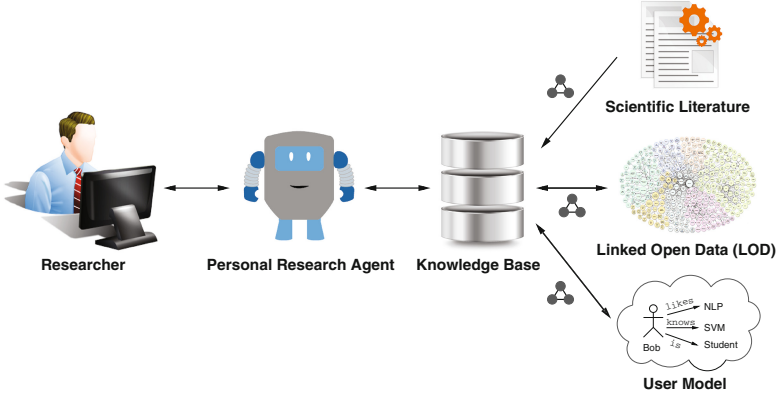 Scientific Literature
Linked Open Data (LOD)
Researcher
Personal Research Agent
Knowledge Base
likes
NLP
knows
SVM
is
Student
Bob
User Model